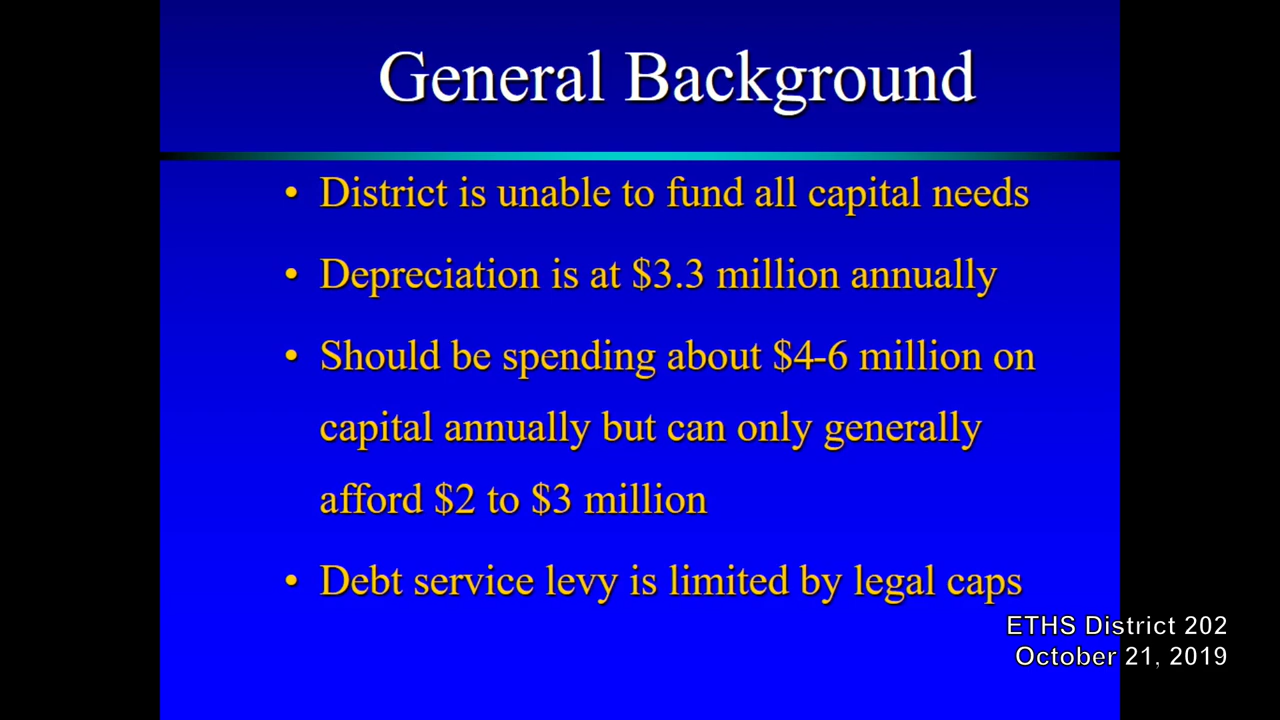 General Background
• District is unable to fund all capital needs
• Depreciation is at $3.3 million annually
• Should be spending about $4-6 million on
capital annually but can only generally
afford $2 to $3 million
• Debt service levy is limited by legal caps
ETHS District 202
October 21, 2019